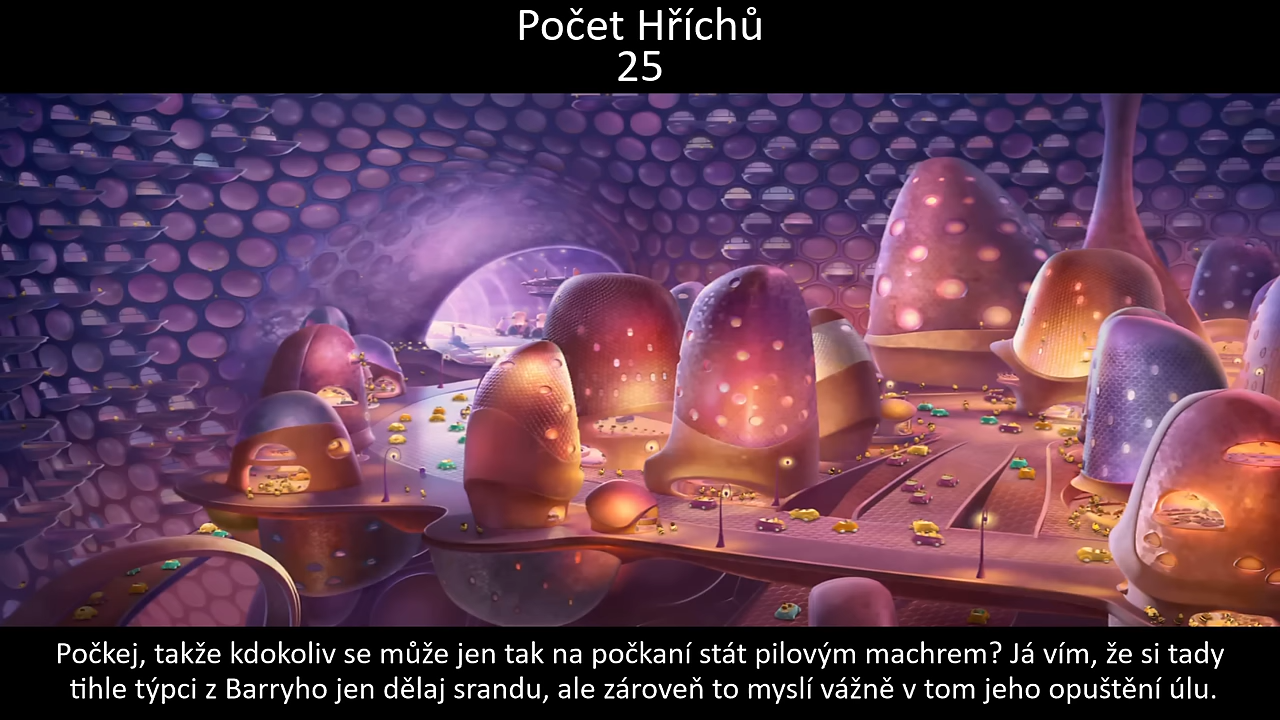 Počet Hříchů
25
Počkej, takže kdokoliv se může jen tak na počkaní stát pilovým machrem? Já vím, že si tady
tihle týpci z Barryho jen dělaj srandu, ale zároveň to myslí vážně v tom jeho opuštění úlu.